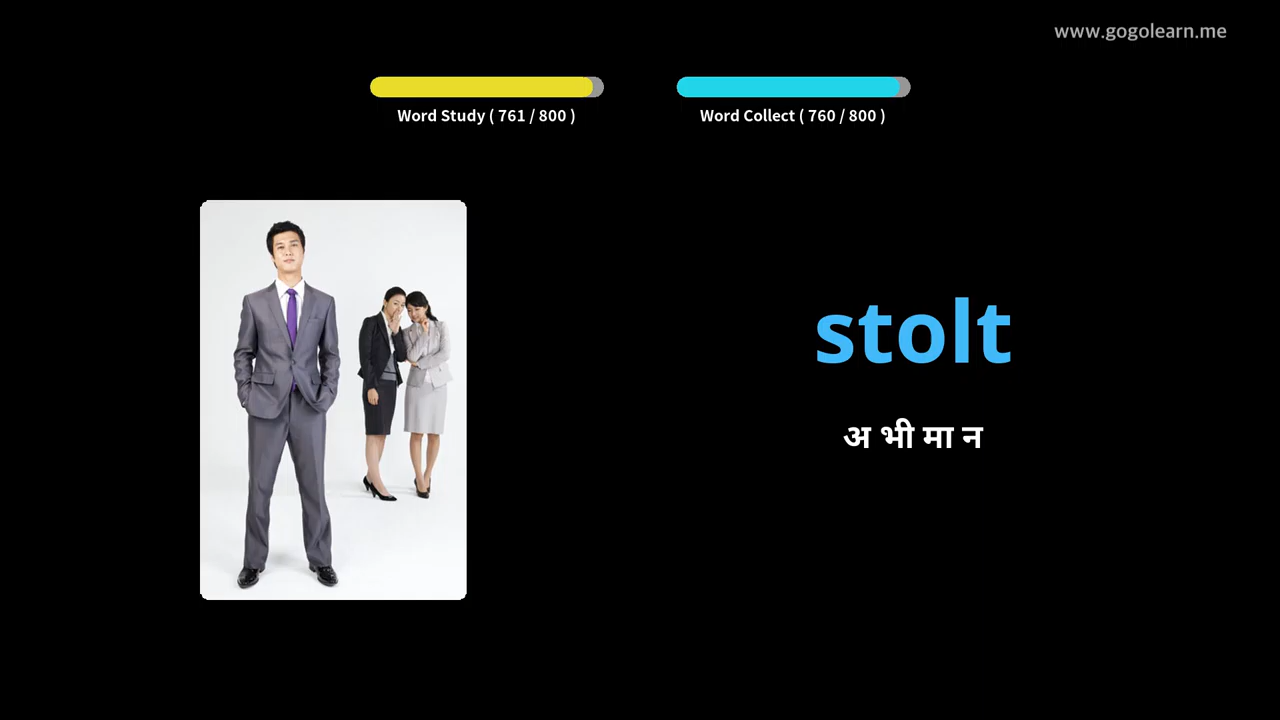 www.gogolearn.me
Word Study ( 761 / 800 )
Word Collect ( 760 / 800 )
stolt
अ भी मा न